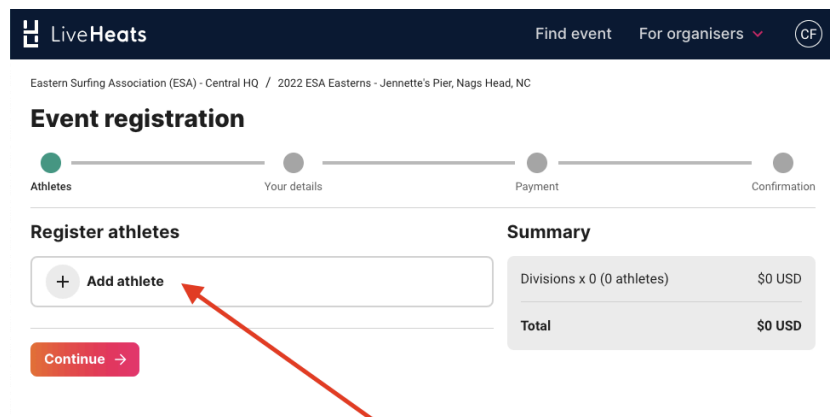 LiveHeats
Find event For organisers CF
Eastern Surfing Association (ESA) - Central HQ / 2022 ESA Easterns - Jennette's Pier, Nags Head, NC
Event registration
Athletes Your details Payment Confirmation
Register athletes
+ Add athlete
Continue →
Summary
Divisions x 0 (0 athletes) $0 USD
Total $0 USD